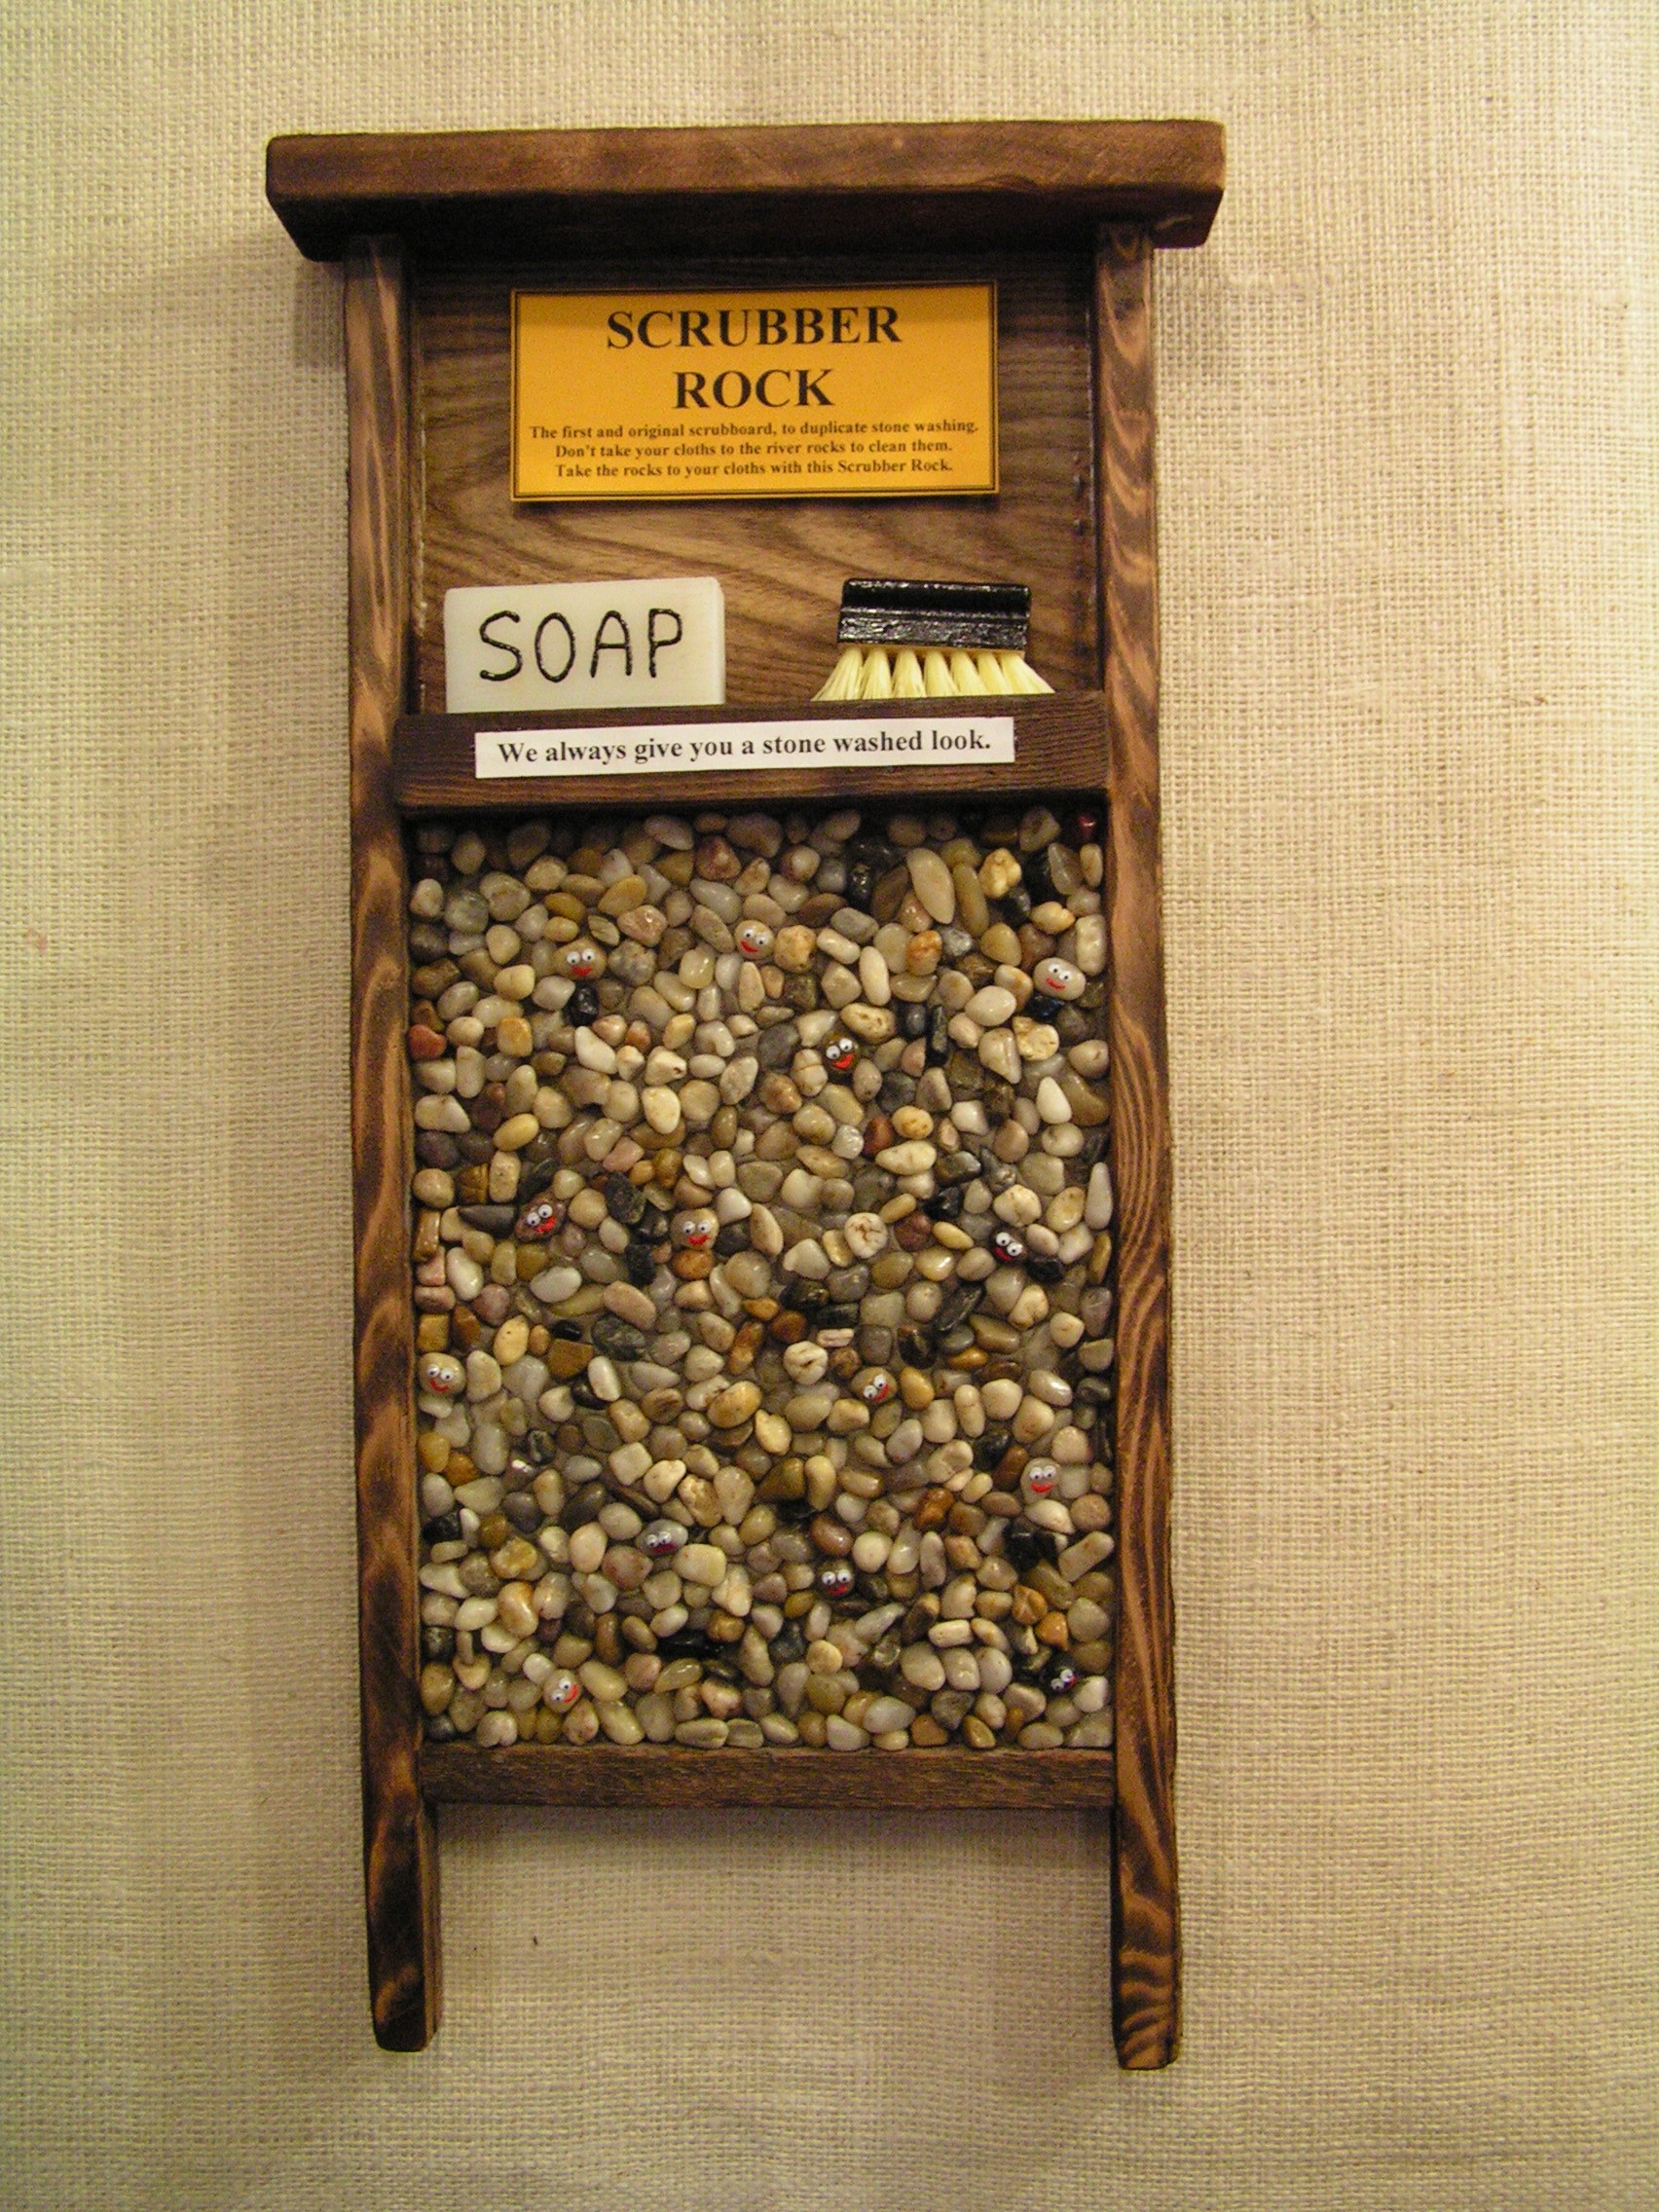 SCRUBBER
ROCK
The first and original scrubboard, to duplicate stone washing.
Don't take your cloths to the river rocks to clean them.
Take the rocks to your cloths with this Scrubber Rock.
SOAP
We always give you a stone washed look.